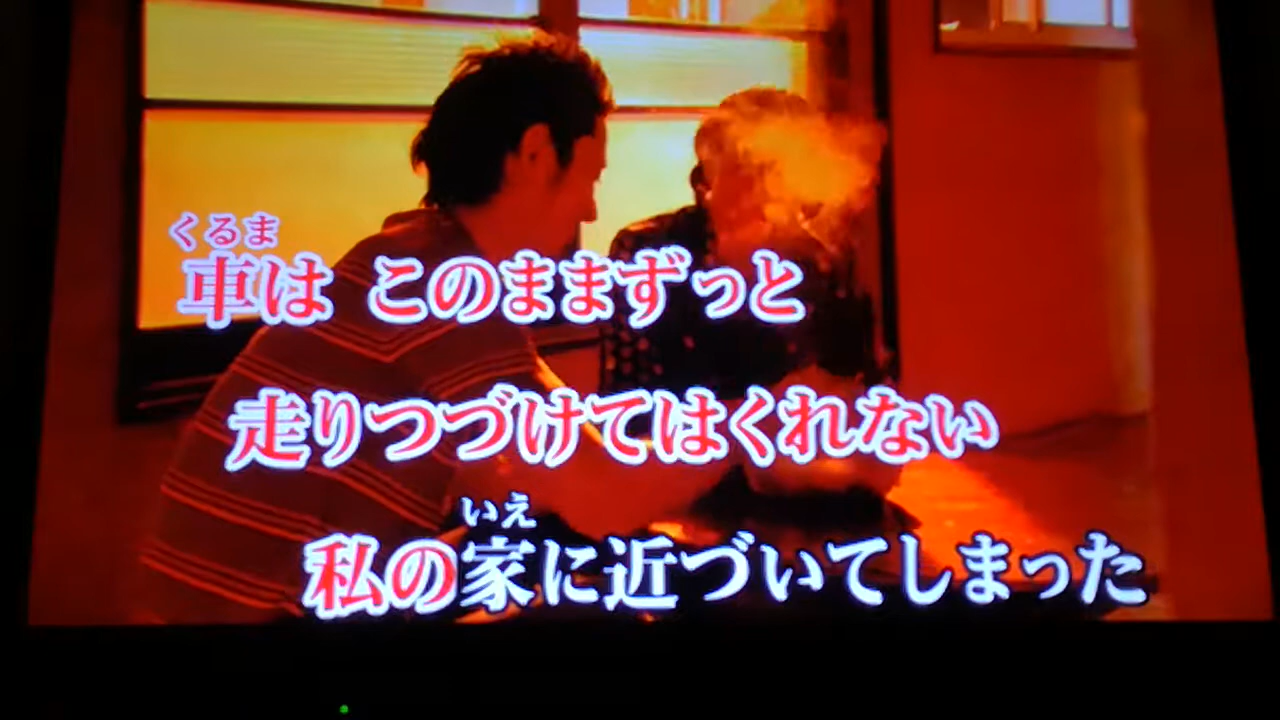 くるま
車は このままずっと
走りつづけてはくれない
いえ
私の家に近づいてしまった